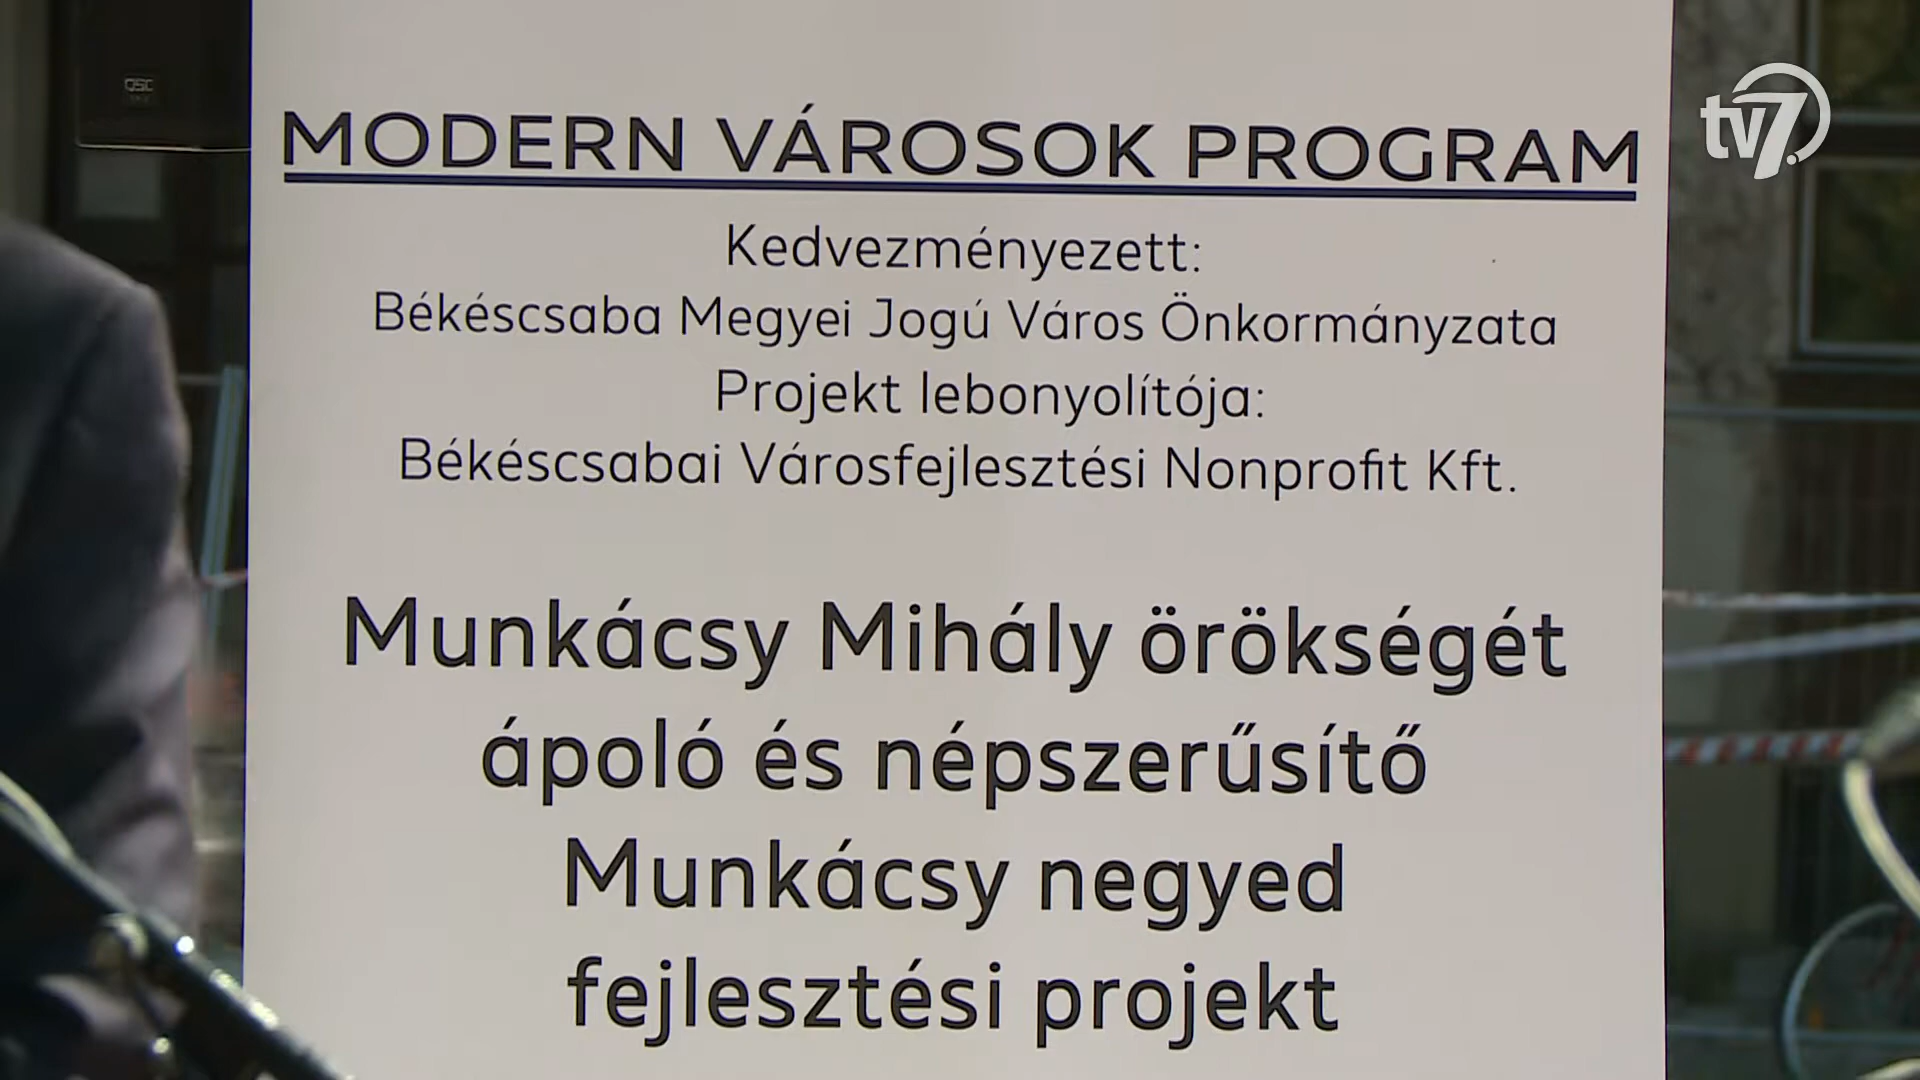 QSC
tv7
MODERN VÁROSOK PROGRAM
Kedvezményezett:
Békéscsaba Megyei Jogú Város Önkormányzata
Projekt lebonyolítója:
Békéscsabai Városfejlesztési Nonprofit Kft.
Munkácsy Mihály örökségét
ápoló és népszerűsítő
Munkácsy negyed
fejlesztési projekt